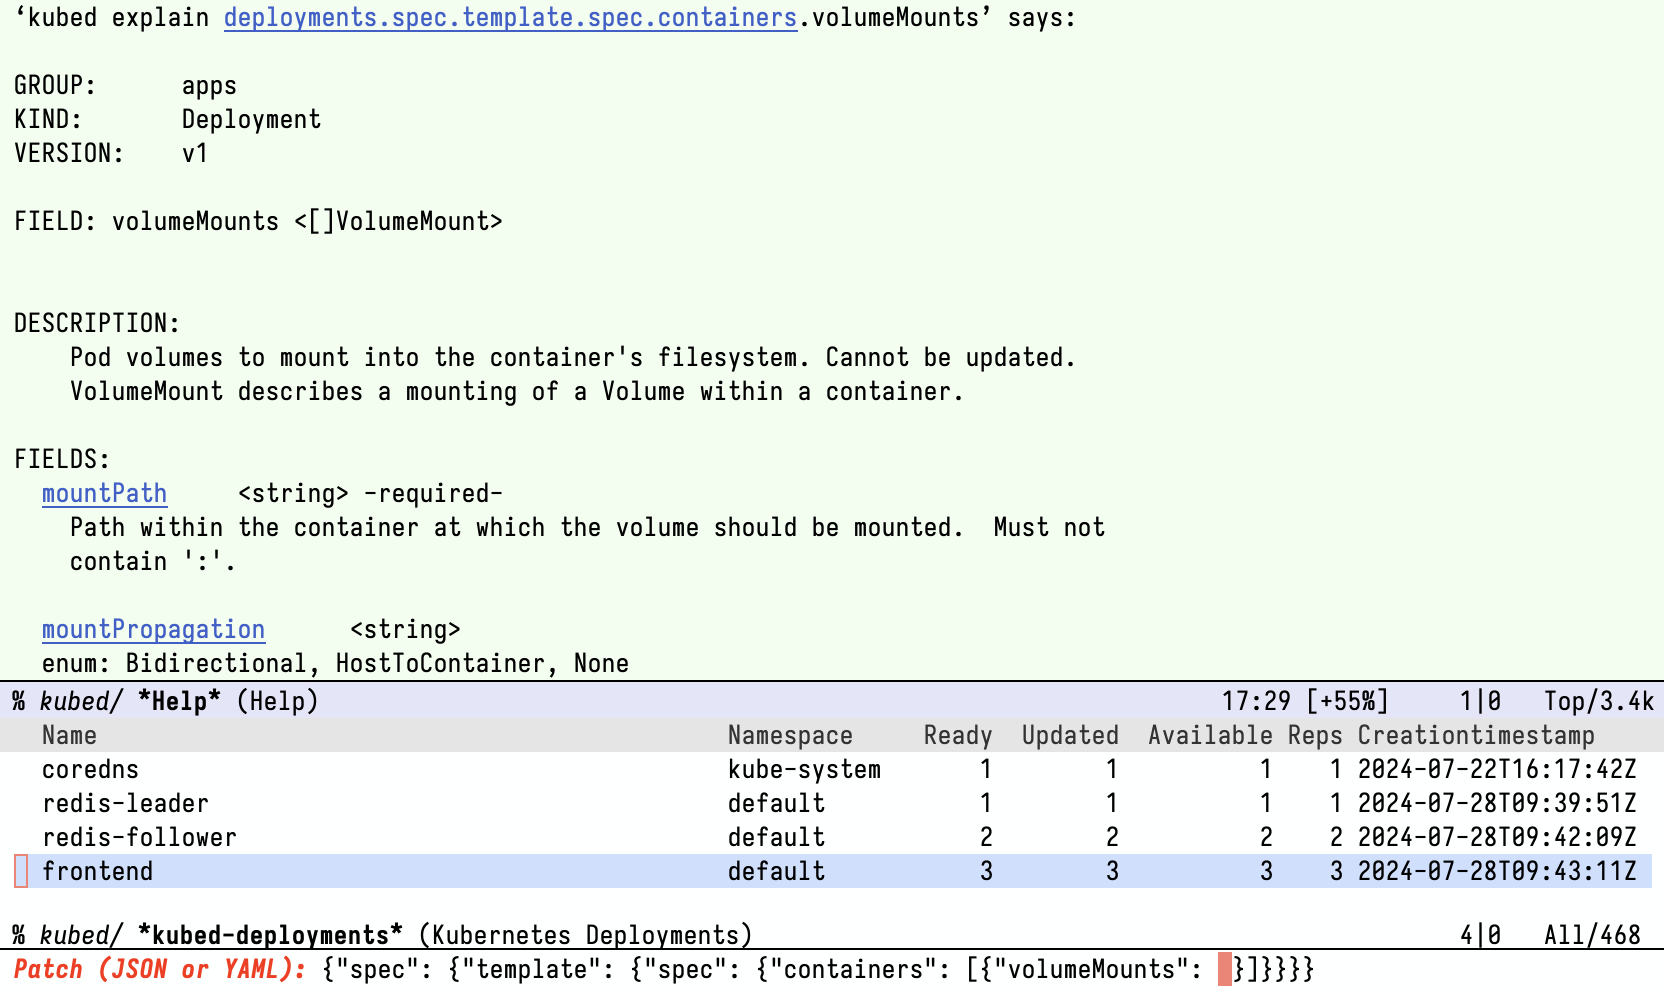 ‘kubed explain deployments.spec.template.spec.containers.volumeMounts’ says:
GROUP:      apps
KIND:       Deployment
VERSION:    v1
FIELD: volumeMounts <[]VolumeMount>
DESCRIPTION:
Pod volumes to mount into the container's filesystem. Cannot be updated.
VolumeMount describes a mounting of a Volume within a container.
FIELDS:
mountPath     <string> -required-
Path within the container at which the volume should be mounted.  Must not
contain ':'.
mountPropagation      <string>
enum: Bidirectional, HostToContainer, None
% kubed/ *Help* (Help) 17:29 [+55%] 1|0 Top/3.4k
Name Namespace Ready Updated Available Reps Creationtimestamp
coredns kube-system 1 1 1 1 2024-07-22T16:17:42Z
redis-leader default 1 1 1 1 2024-07-28T09:39:51Z
redis-follower default 2 2 2 2 2024-07-28T09:42:09Z
frontend default 3 3 3 3 2024-07-28T09:43:11Z
% kubed/ *kubed-deployments* (Kubernetes Deployments) 4|0 All/468
Patch (JSON or YAML): {"spec": {"template": {"spec": {"containers": [{"volumeMounts":  }]}}}}